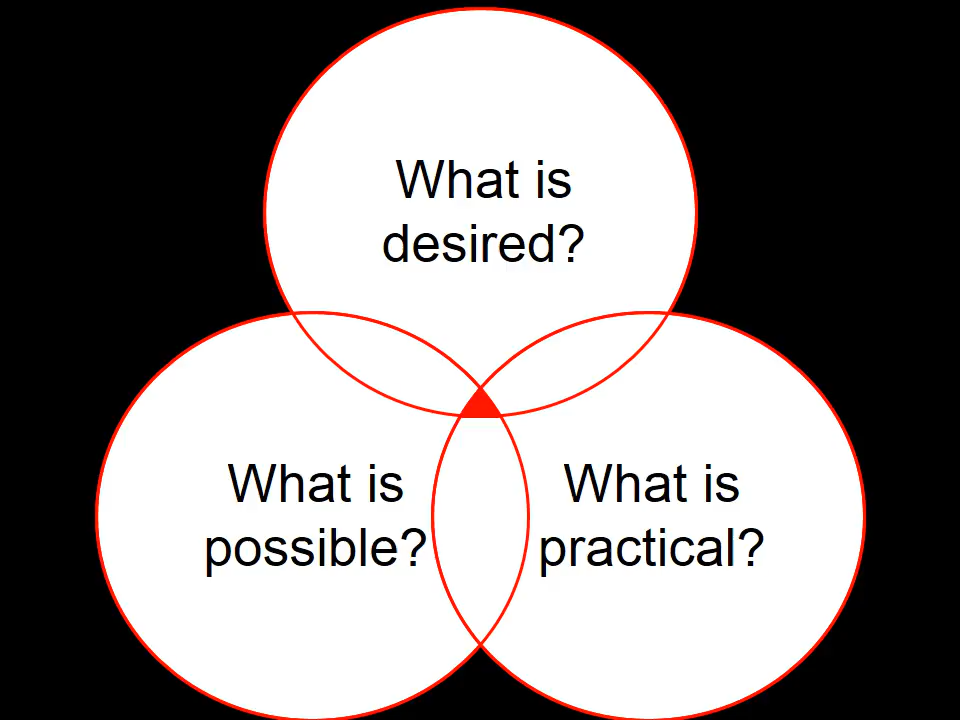 What is
desired?
What is
possible?
What is
practical?